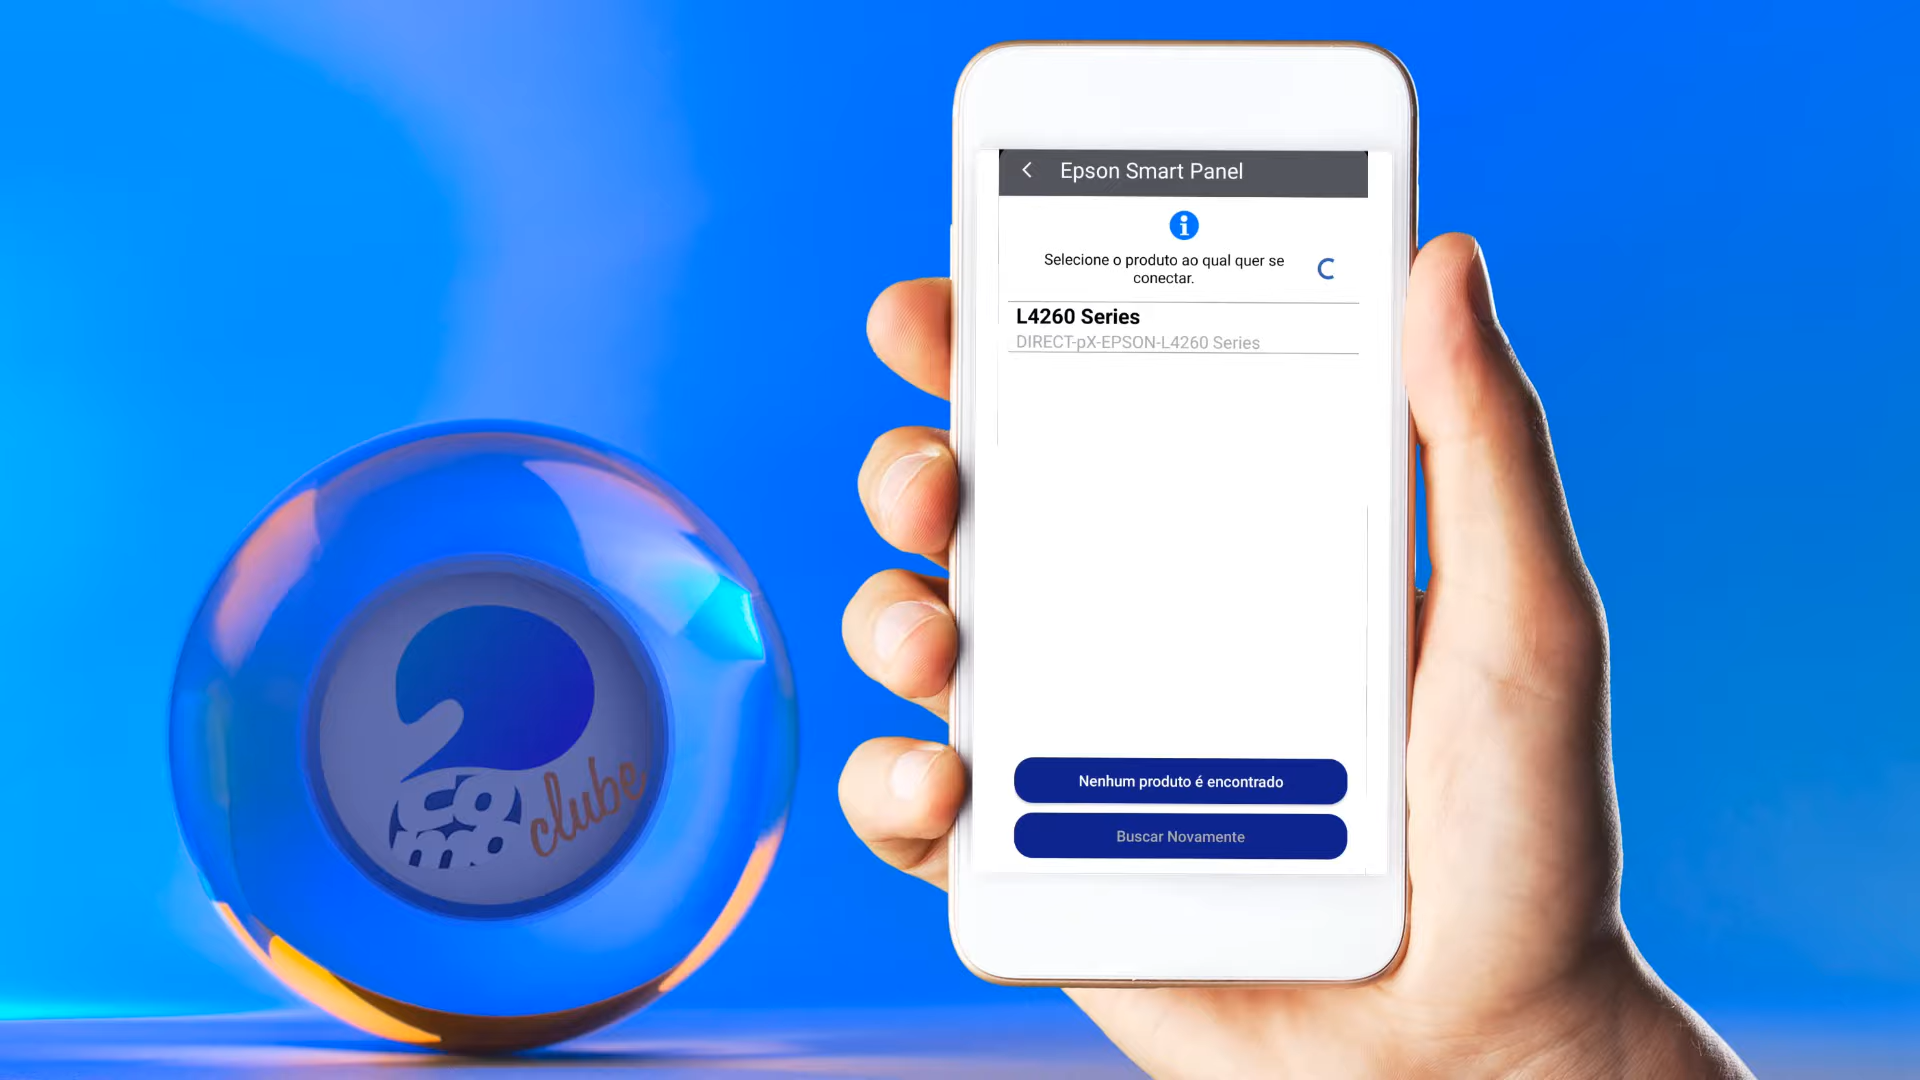 Epson Smart Panel
Selecione o produto ao qual quer se
conectar.
L4260 Series
DIRECT-pX-EPSON-L4260 Series
Nenhum produto é encontrado
Buscar Novamente
como
clube